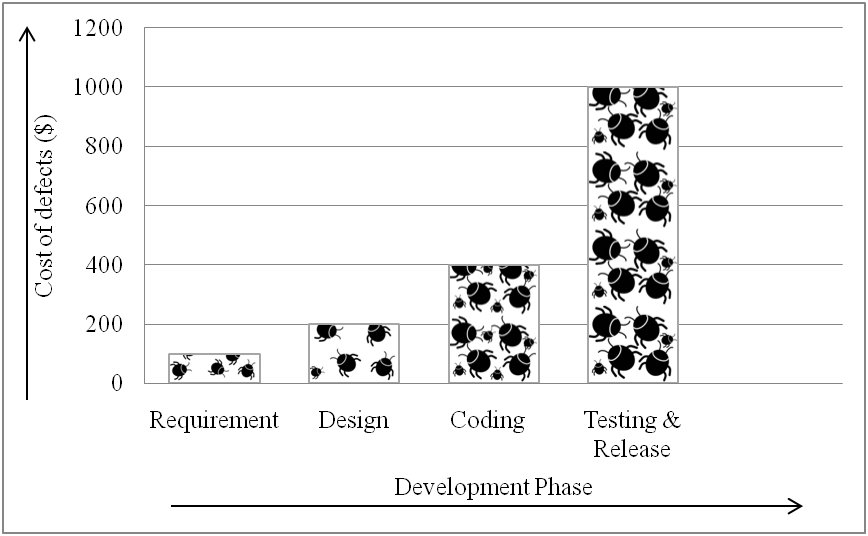 1200
1000
800
600
400
200
0
Cost of defects ($)
Requirement
Design
Coding
Testing &
Release
Development Phase